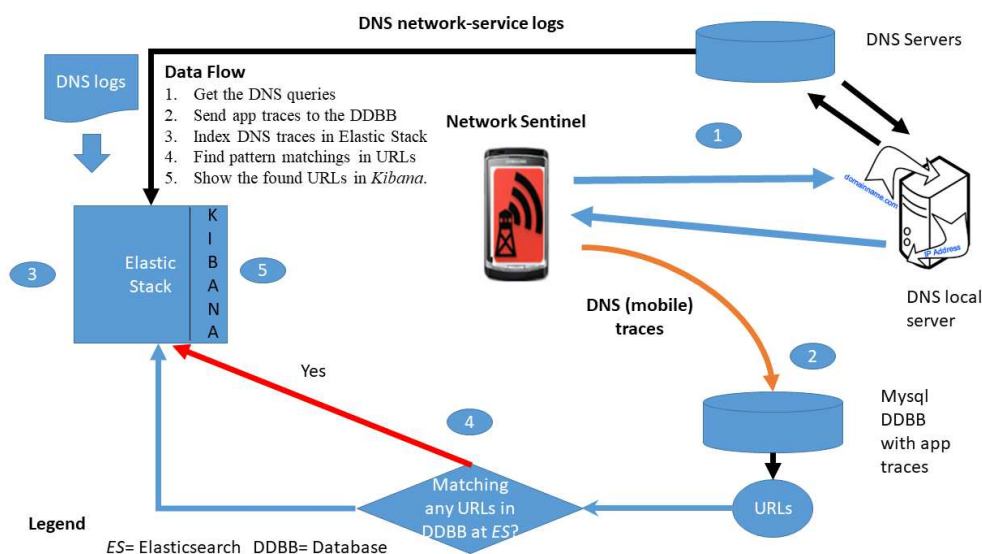 DNS network-service logs
DNS Servers
DNS logs
Data Flow
1. Get the DNS queries
2. Send app traces to the DDBB
3. Index DNS traces in Elastic Stack
4. Find pattern matchings in URLs
5. Show the found URLs in Kibana.
Network Sentinel
1
domainname.com
IP Address
DNS local
server
3
Elastic
Stack
K
I
B
A
N
A
5
DNS (mobile)
traces
2
Mysql
DDBB
with app
traces
Yes
4
Matching
any URLs in
DDBB at ES?
URLs
Legend
ES= Elasticsearch DDBB= Database